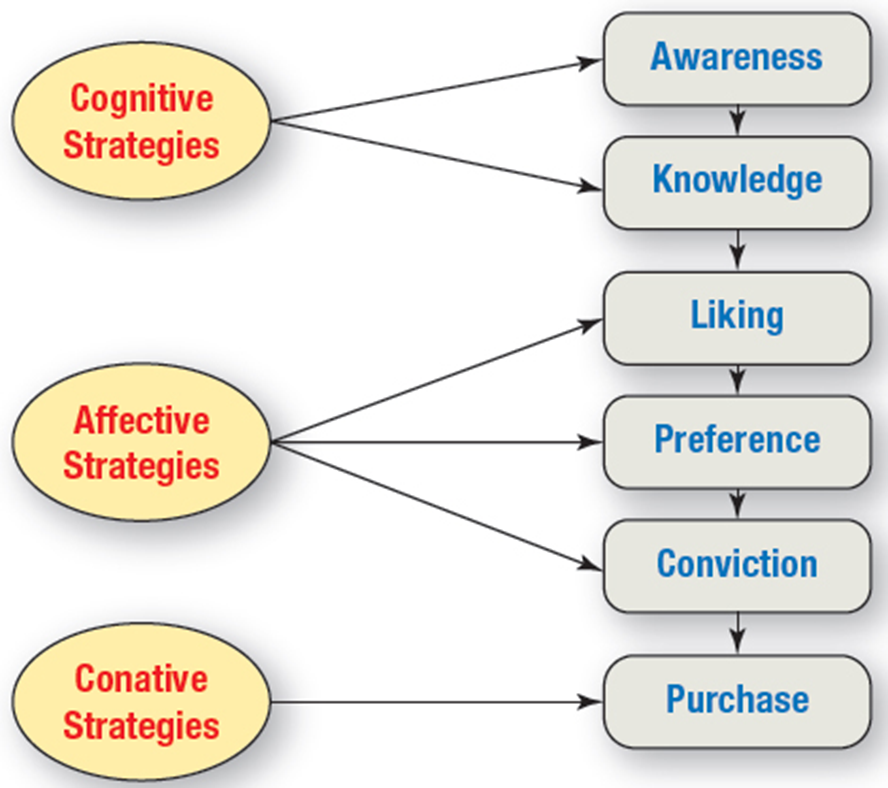 Cognitive
Strategies
Awareness
Knowledge
Affective
Strategies
Liking
Preference
Conviction
Conative
Strategies
Purchase